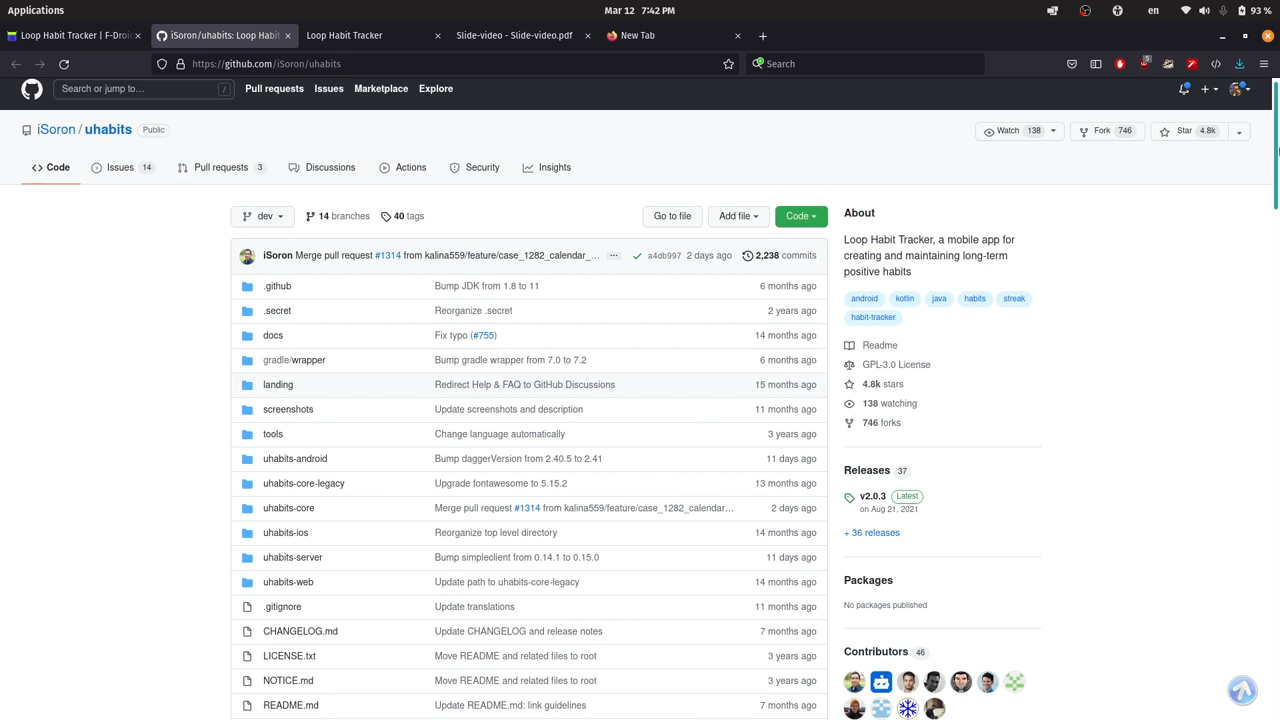 Applications
Mar 12 7:42 PM
en
93 %
Loop Habit Tracker | F-Droi
iSoron/uhabits: Loop Habit
Loop Habit Tracker
Slide-video - Slide-video.pdf
New Tab
https://github.com/iSoron/uhabits
Search
5
Search or jump to…
/
Pull requests
Issues
Marketplace
Explore
iSoron / uhabits
Public
Watch 138
Fork 746
Star 4.8k
Code
Issues 14
Pull requests 3
Discussions
Actions
Security
Insights
dev
14 branches
40 tags
Go to file
Add file
Code
iSoron Merge pull request #1314 from kalina559/feature/case_1282_calendar_… ... a4db997 2 days ago 2,238 commits
.github Bump JDK from 1.8 to 11 6 months ago
.secret Reorganize .secret 2 years ago
docs Fix typo (#755) 14 months ago
gradle/wrapper Bump gradle wrapper from 7.0 to 7.2 6 months ago
landing Redirect Help & FAQ to GitHub Discussions 15 months ago
screenshots Update screenshots and description 11 months ago
tools Change language automatically 3 years ago
uhabits-android Bump daggerVersion from 2.40.5 to 2.41 11 days ago
uhabits-core-legacy Upgrade fontawesome to 5.15.2 13 months ago
uhabits-core Merge pull request #1314 from kalina559/feature/case_1282_calendar… 2 days ago
uhabits-ios Reorganize top level directory 14 months ago
uhabits-server Bump simpleclient from 0.14.1 to 0.15.0 11 days ago
uhabits-web Update path to uhabits-core-legacy 14 months ago
.gitignore Update translations 11 months ago
CHANGELOG.md Update CHANGELOG and release notes 7 months ago
LICENSE.txt Move README and related files to root 3 years ago
NOTICE.md Move README and related files to root 3 years ago
README.md Update README.md: link guidelines 7 months ago
About
Loop Habit Tracker, a mobile app for
creating and maintaining long-term
positive habits
android kotlin java habits streak
habit-tracker
Readme
GPL-3.0 License
4.8k stars
138 watching
746 forks
Releases 37
v2.0.3 Latest
on Aug 21, 2021
+ 36 releases
Packages
No packages published
Contributors 46